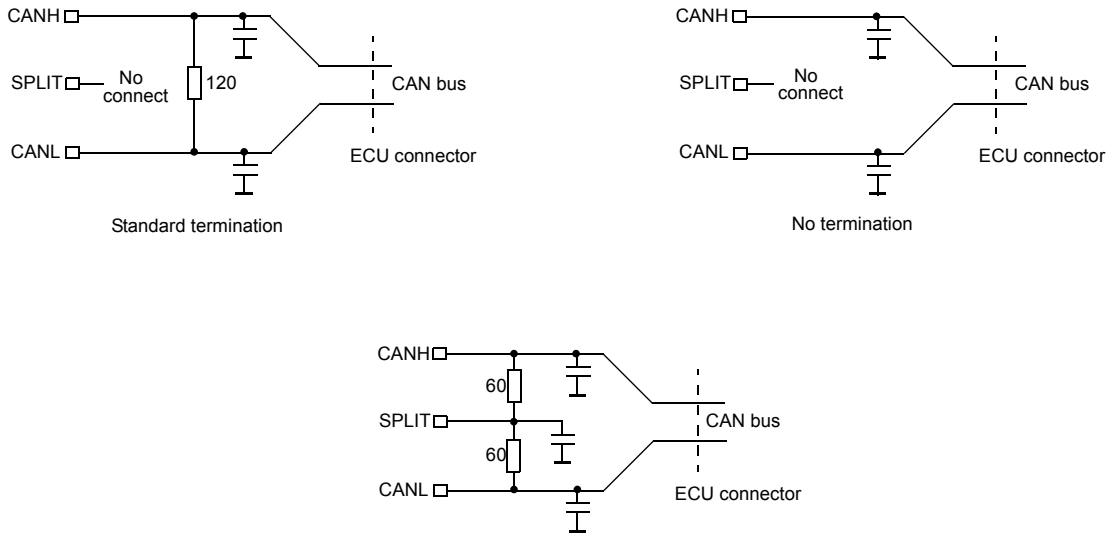 CANH
SPLIT
No
connect
120
CAN bus
CANL
ECU connector
Standard termination
CANH
SPLIT
No
connect
CAN bus
CANL
ECU connector
No termination
CANH
60
SPLIT
CAN bus
60
CANL
ECU connector